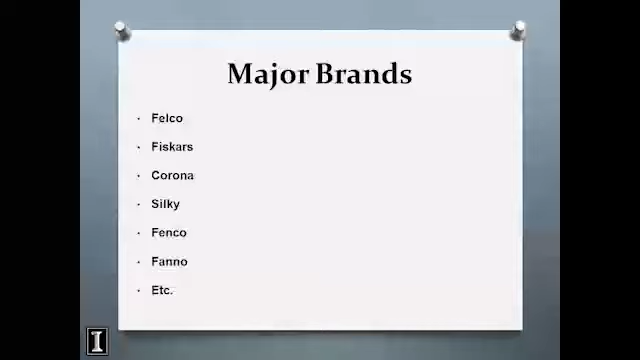 Major Brands
· Felco
· Fiskars
· Corona
· Silky
· Fenco
· Fanno
· Etc.
I